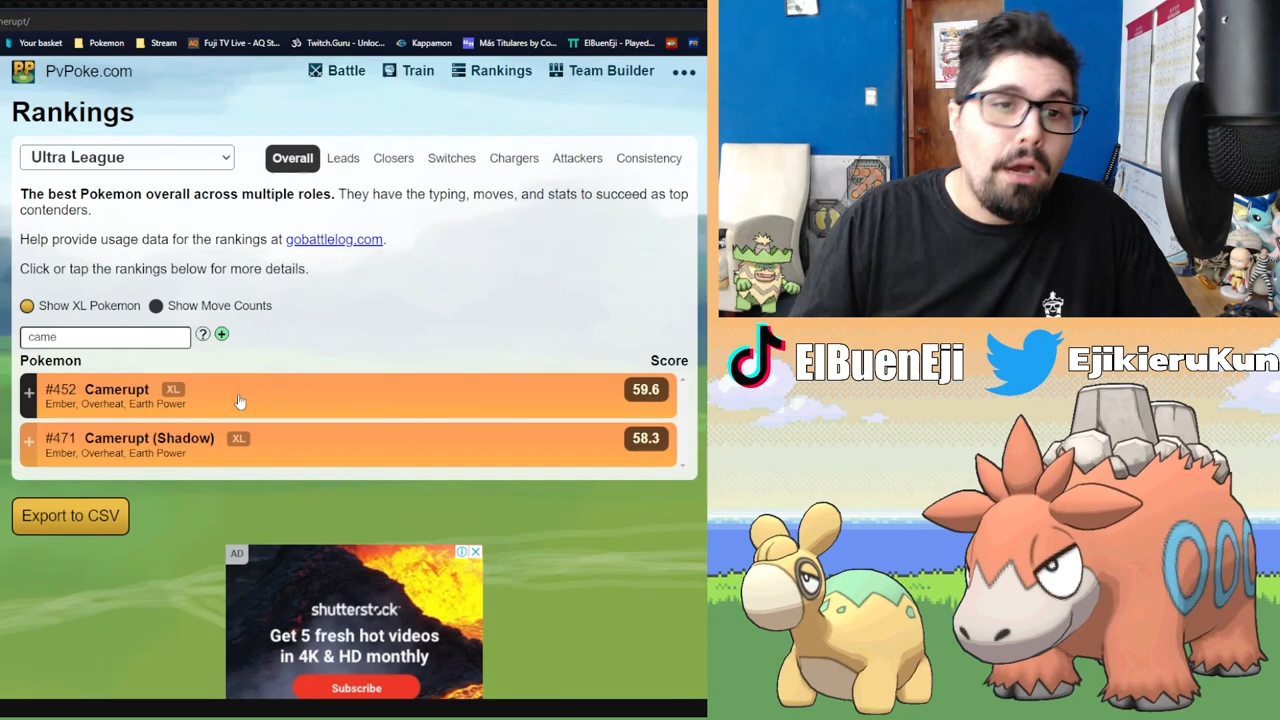 nerupt/
Your basket
Pokemon
Stream
Fuji TV Live - AQ St...
Twitch.Guru - Unloc...
Kappamon
Más Titulares by Co...
ElBuenEji - Played...
PvPoke.com
Battle
Train
Rankings
Team Builder
Rankings
Ultra League
Overall
Leads
Closers
Switches
Chargers
Attackers
Consistency
The best Pokemon overall across multiple roles. They have the typing, moves, and stats to succeed as top
contenders.
Help provide usage data for the rankings at gobattlelog.com.
Click or tap the rankings below for more details.
Show XL Pokemon
Show Move Counts
came
?
+
Pokemon
Score
+
#452 Camerupt XL
59.6
Ember, Overheat, Earth Power
+
#471 Camerupt (Shadow) XL
58.3
Ember, Overheat, Earth Power
Export to CSV
AD
shutterstock
Get 5 fresh hot videos
in 4K & HD monthly
Subscribe
ElBuenEji
EjikieruKun